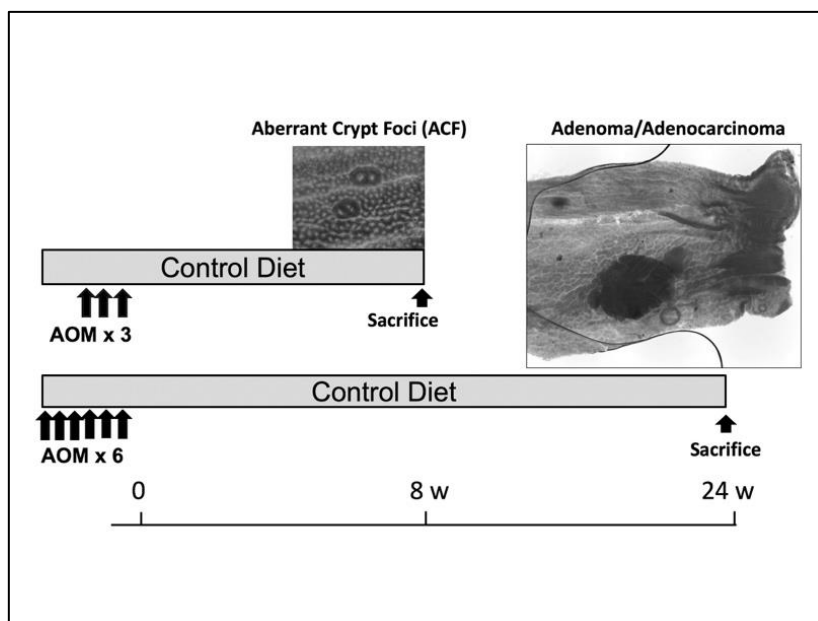 Aberrant Crypt Foci (ACF)
Adenoma/Adenocarcinoma
Control Diet
AOM x 3
Sacrifice
Control Diet
AOM x 6
Sacrifice
0
8 w
24 w